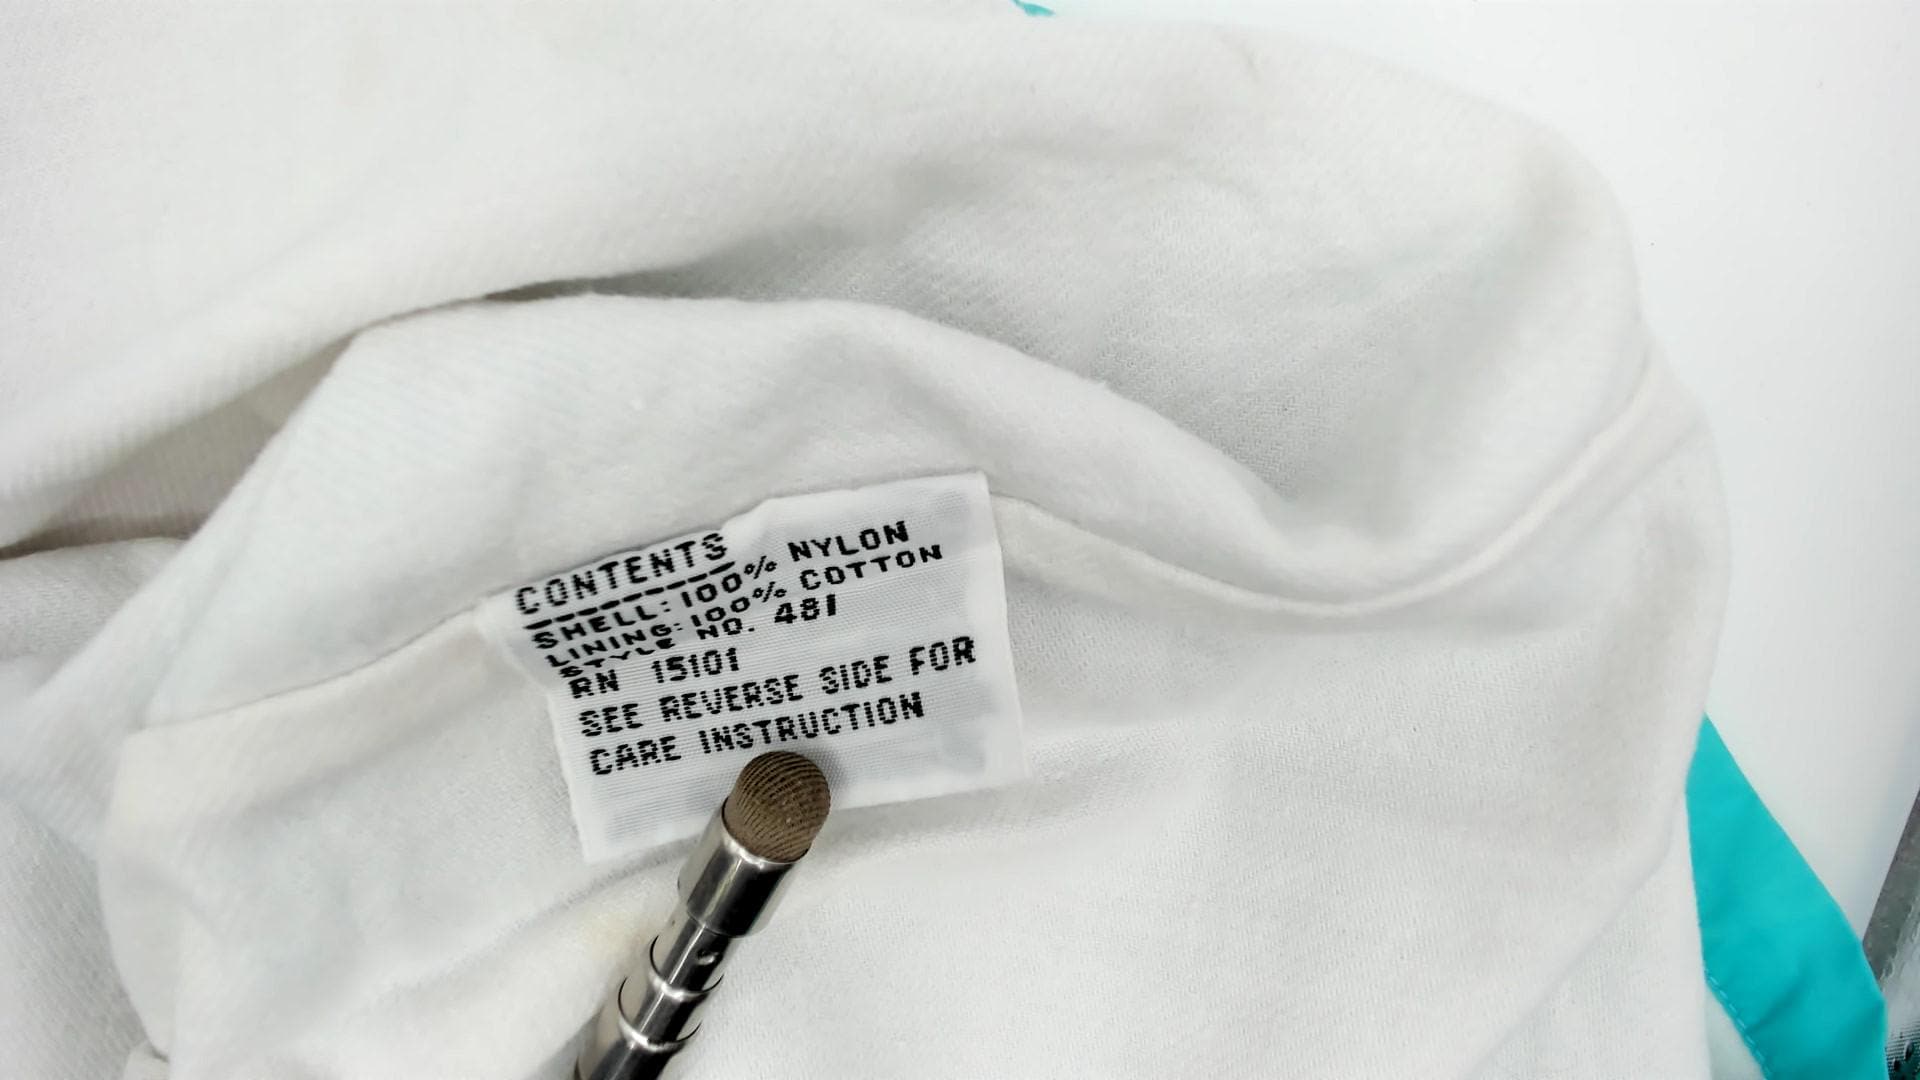 CONTENTS
SHELL: 100% NYLON
LINING: 100% COTTON
STYLE NO. 481
RN 15101
SEE REVERSE SIDE FOR
CARE INSTRUCTION